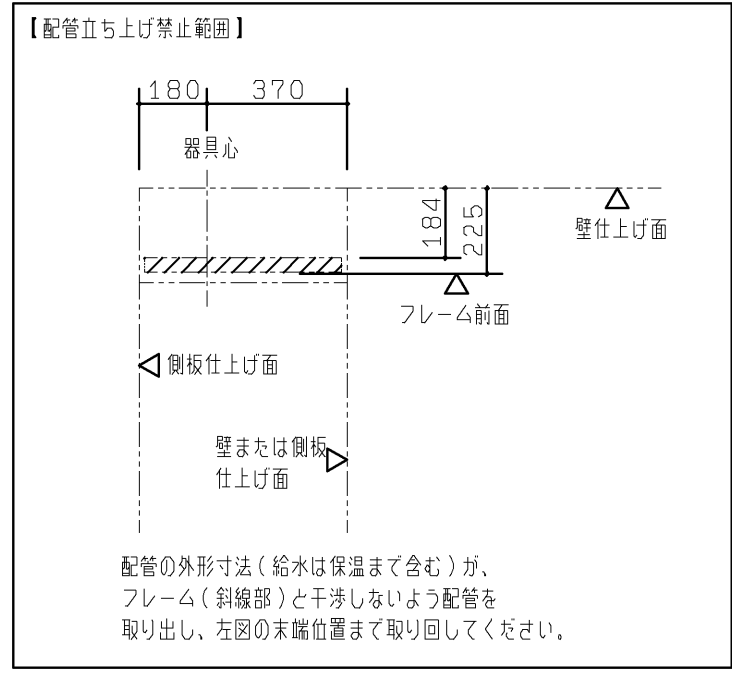 【配管立ち上げ禁止範囲】
180 370
器具心
184
225
壁仕上げ面
フレーム前面
側板仕上げ面
壁または側板
仕上げ面
配管の外形寸法(給水は保温まで含む)が、
フレーム(斜線部)と干渉しないよう配管を
取り出し、左図の末端位置まで取り回してください。